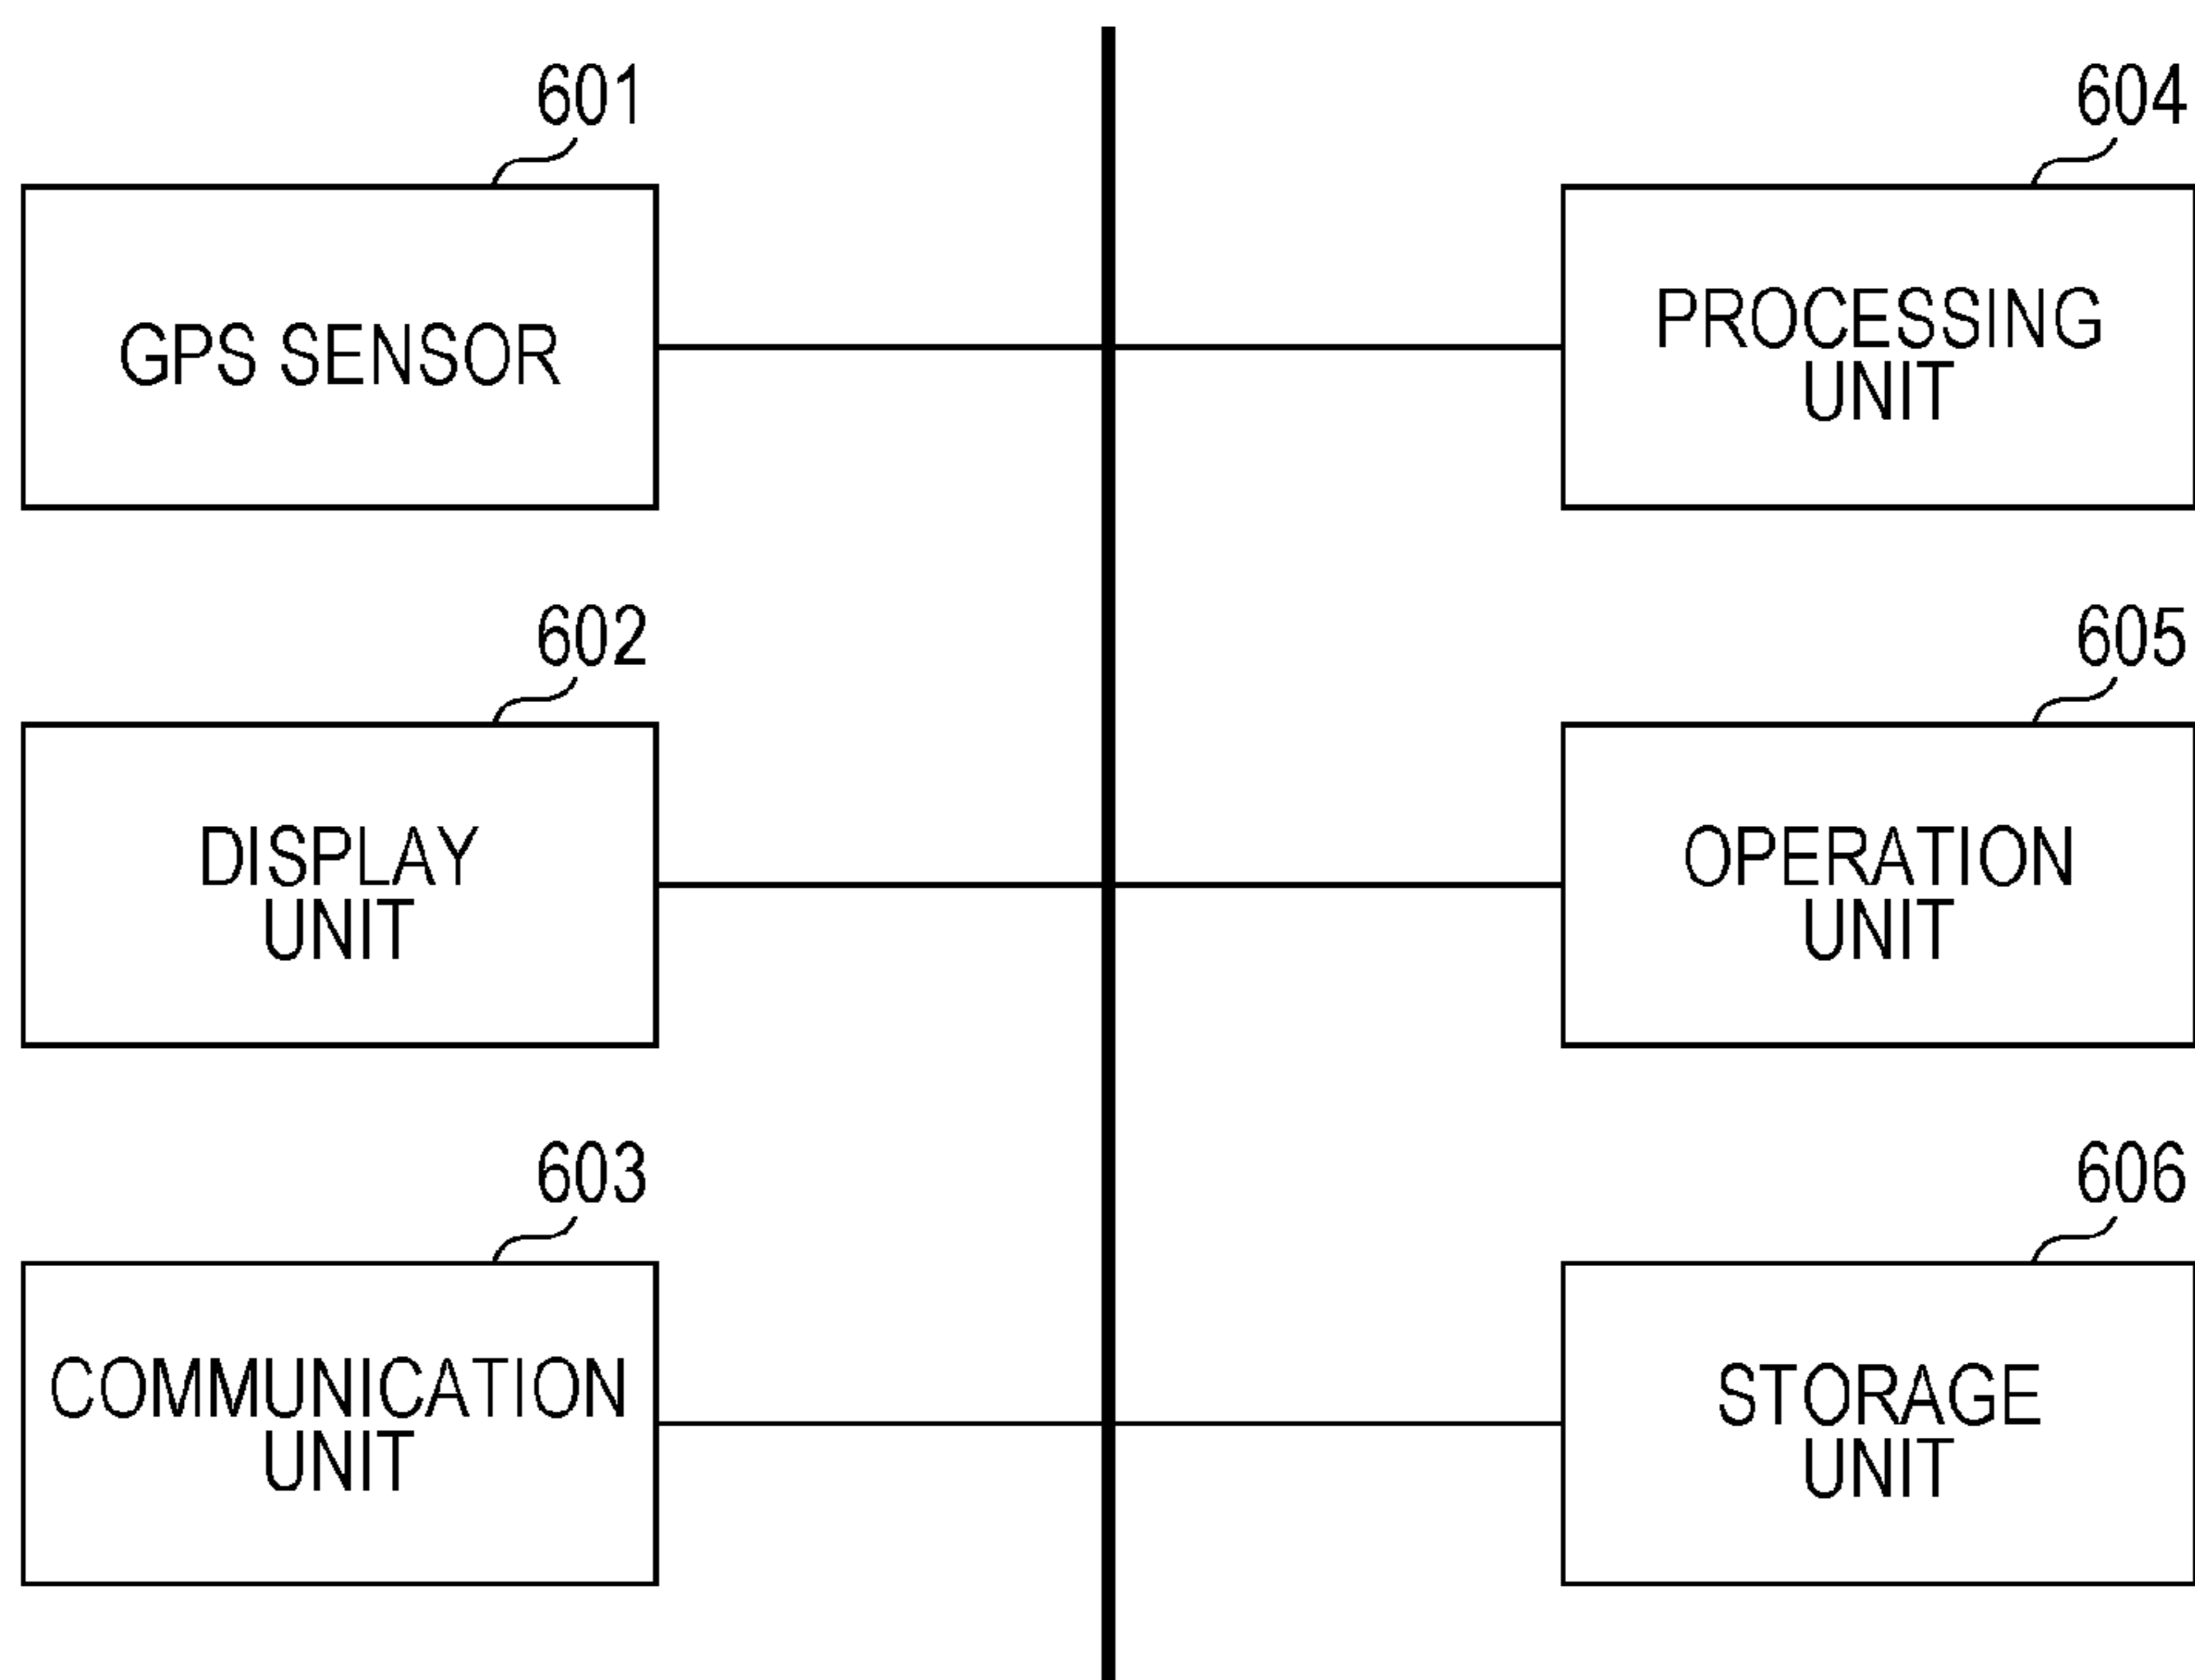 601
GPS SENSOR
604
PROCESSING
UNIT
602
DISPLAY
UNIT
605
OPERATION
UNIT
603
COMMUNICATION
UNIT
606
STORAGE
UNIT